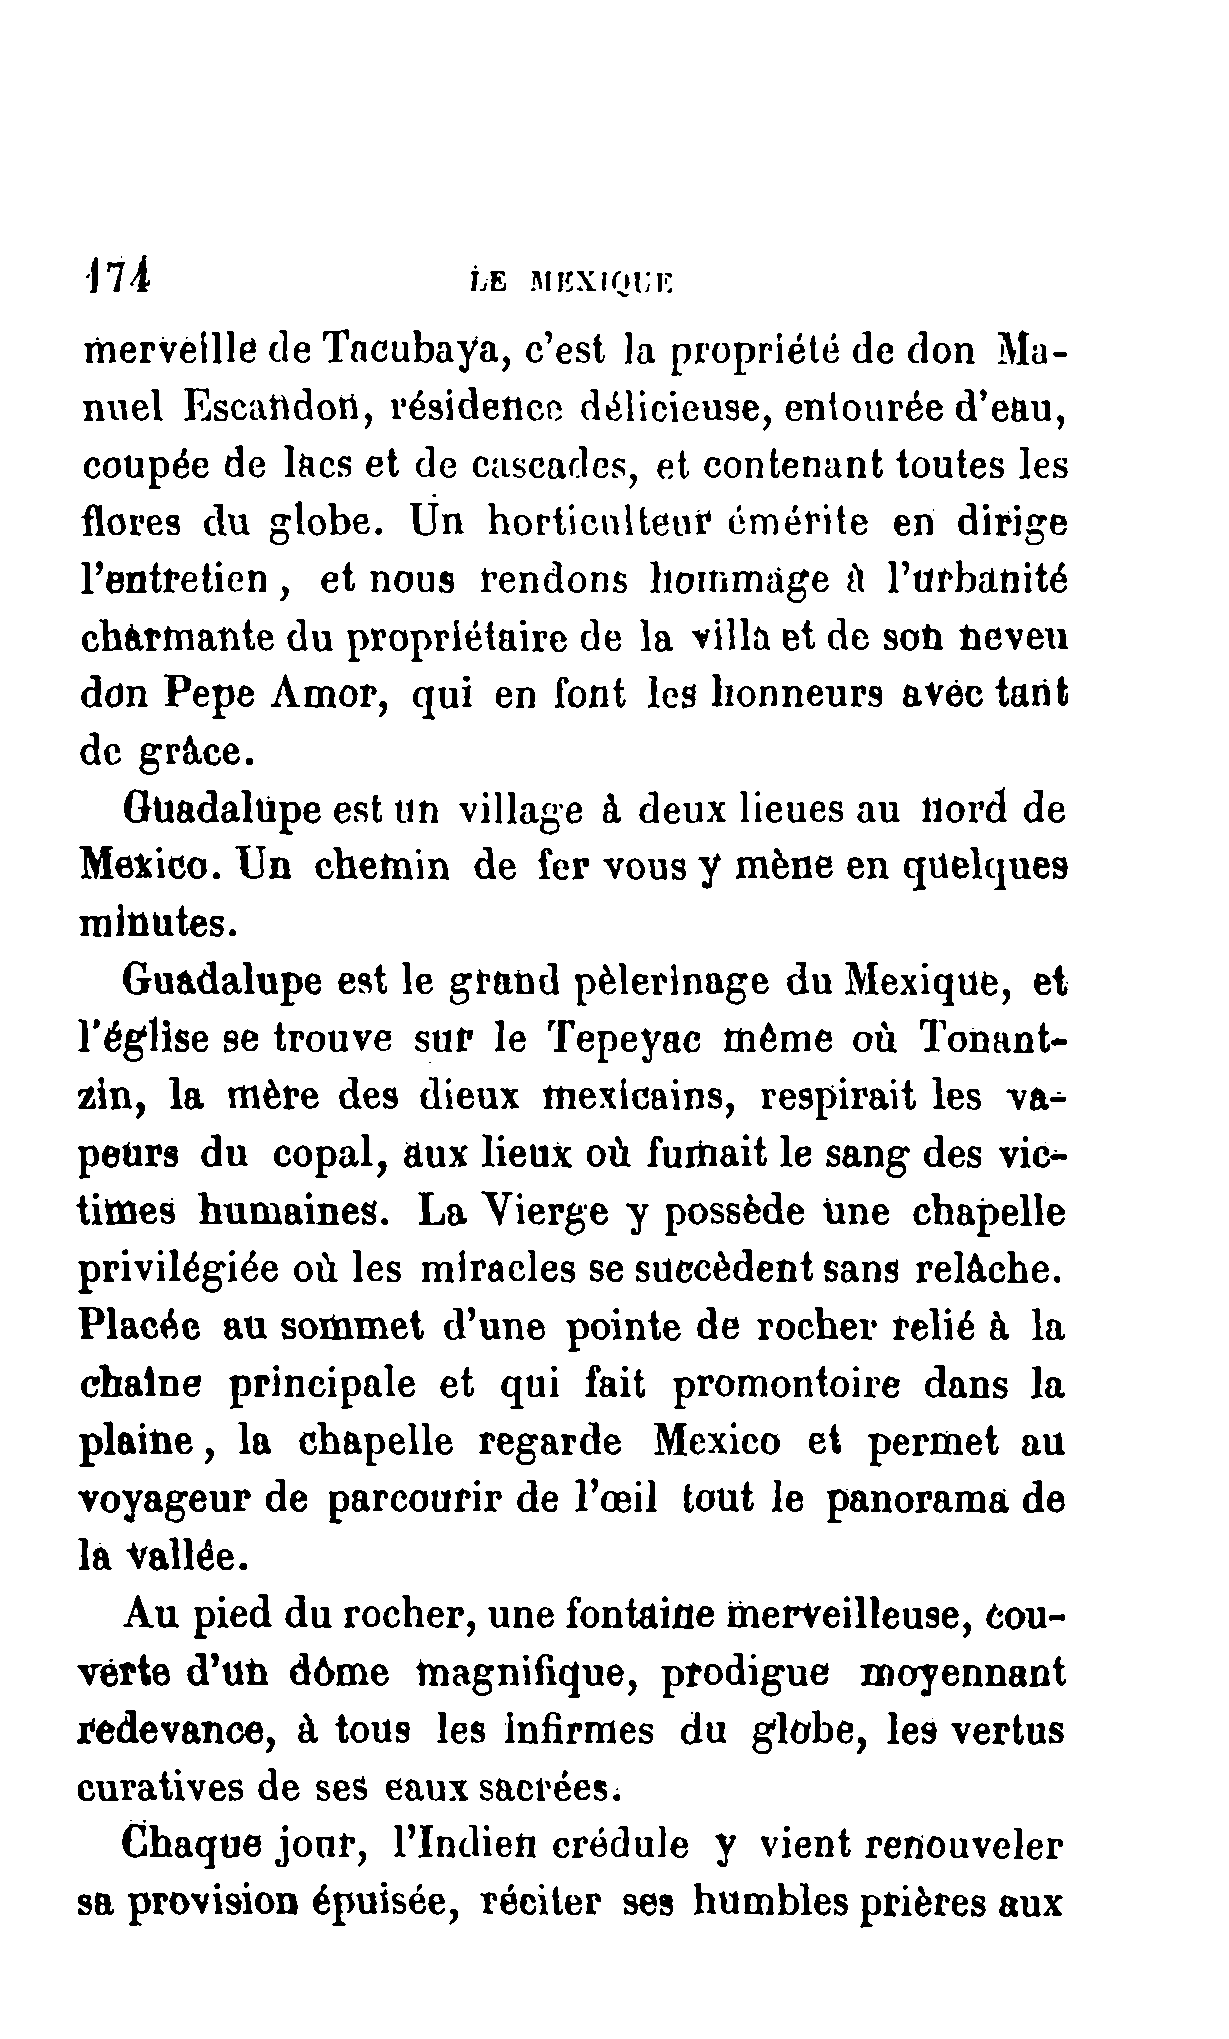 174 LE MEXIQUE
merveille de Tacubaya, c'est la propriété de don Ma-
nuel Escandon, résidence délicieuse, entourée d'eau,
coupée de lacs et de cascades, et contenant toutes les
flores du globe. Un horticulteur émérite en dirige
l'entretien, et nous rendons hommage à l'urbanité
charmante du propriétaire de la villa et de son neveu
don Pepe Amor, qui en font les honneurs avec tant
de grâce.
Guadalupe est un village à deux lieues au nord de
Mexico. Un chemin de fer vous y mène en quelques
minutes.
Guadalupe est le grand pèlerinage du Mexique, et
l'église se trouve sur le Tepeyac même où Tonant-
zin, la mère des dieux mexicains, respirait les va-
peurs du copal, aux lieux où fumait le sang des vic-
times humaines. La Vierge y possède une chapelle
privilégiée où les miracles se succèdent sans relâche.
Placée au sommet d'une pointe de rocher relié à la
chaîne principale et qui fait promontoire dans la
plaine, la chapelle regarde Mexico et permet au
voyageur de parcourir de l'œil tout le panorama de
la vallée.
Au pied du rocher, une fontaine merveilleuse, cou-
verte d'un dôme magnifique, prodigue moyennant
redevance, à tous les infirmes du globe, les vertus
curatives de ses eaux sacrées.
Chaque jour, l'Indien crédule y vient renouveler
sa provision épuisée, réciter ses humbles prières aux